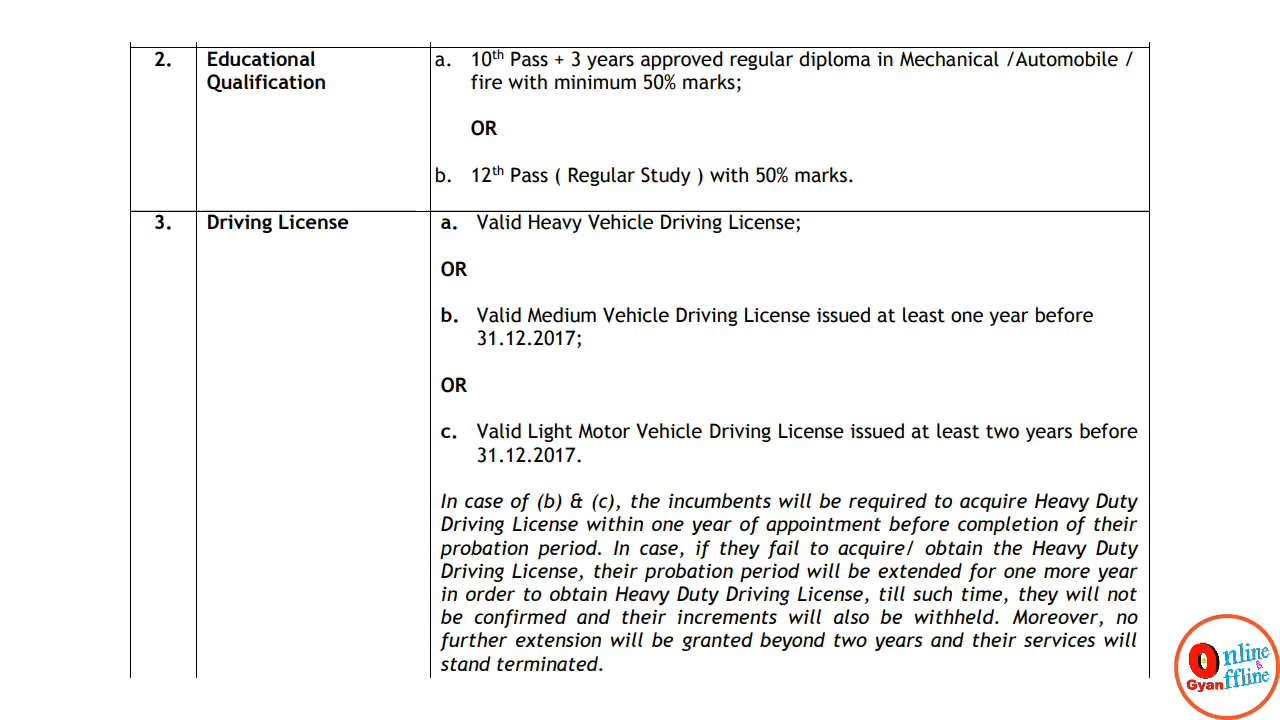 2. Educational Qualification a. 10th Pass + 3 years approved regular diploma in Mechanical /Automobile /
fire with minimum 50% marks;
OR
b. 12th Pass ( Regular Study ) with 50% marks.
3. Driving License a. Valid Heavy Vehicle Driving License;
OR
b. Valid Medium Vehicle Driving License issued at least one year before
31.12.2017;
OR
c. Valid Light Motor Vehicle Driving License issued at least two years before
31.12.2017.
In case of (b) & (c), the incumbents will be required to acquire Heavy Duty
Driving License within one year of appointment before completion of their
probation period. In case, if they fail to acquire/ obtain the Heavy Duty
Driving License, their probation period will be extended for one more year
in order to obtain Heavy Duty Driving License, till such time, they will not
be confirmed and their increments will also be withheld. Moreover, no
further extension will be granted beyond two years and their services will
stand terminated.
Online
&
Gyan ffline